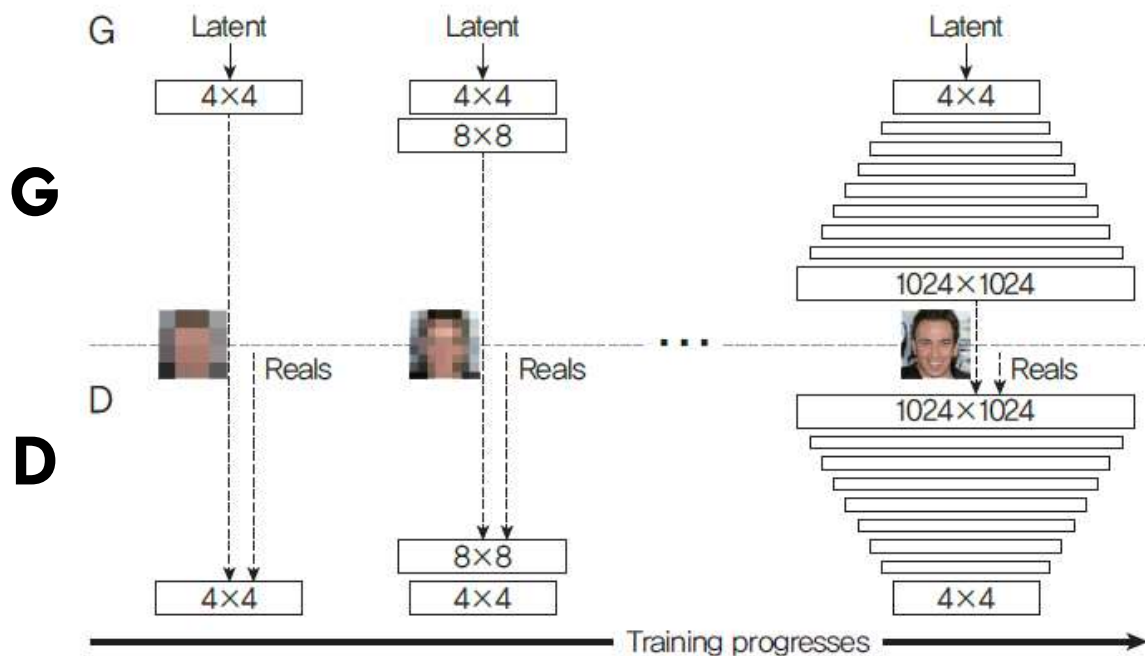 G Latent Latent Latent
4×4 4×4 4×4
8×8
G
1024×1024
...
Reals Reals Reals
D
1024×1024
D
8×8
4×4 4×4 4×4
Training progresses